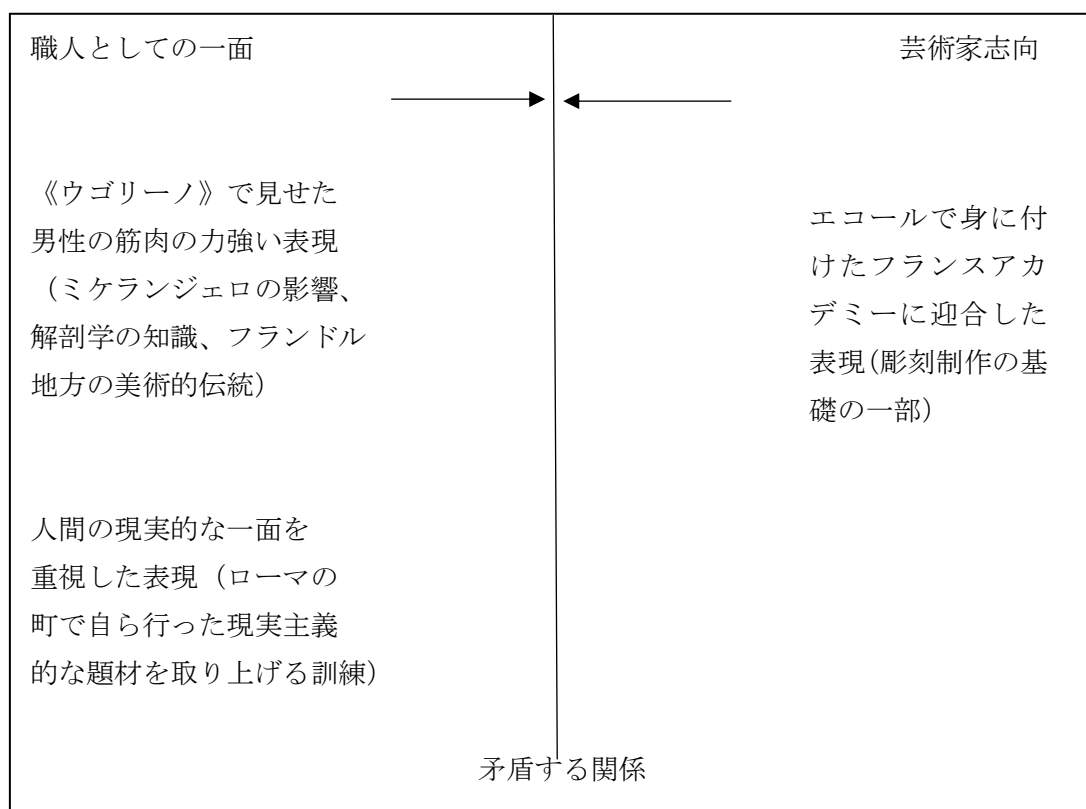 職人としての一面
芸術家志向
《ウゴリーノ》で見せた
男性の筋肉の力強い表現
（ミケランジェロの影響、
解剖学の知識、フランドル
地方の美術的伝統）
エコールで身に付
けたフランスアカ
デミーに迎合した
表現(彫刻制作の基
礎の一部）
人間の現実的な一面を
重視した表現（ローマの
町で自ら行った現実主義
的な題材を取り上げる訓練）
矛盾する関係